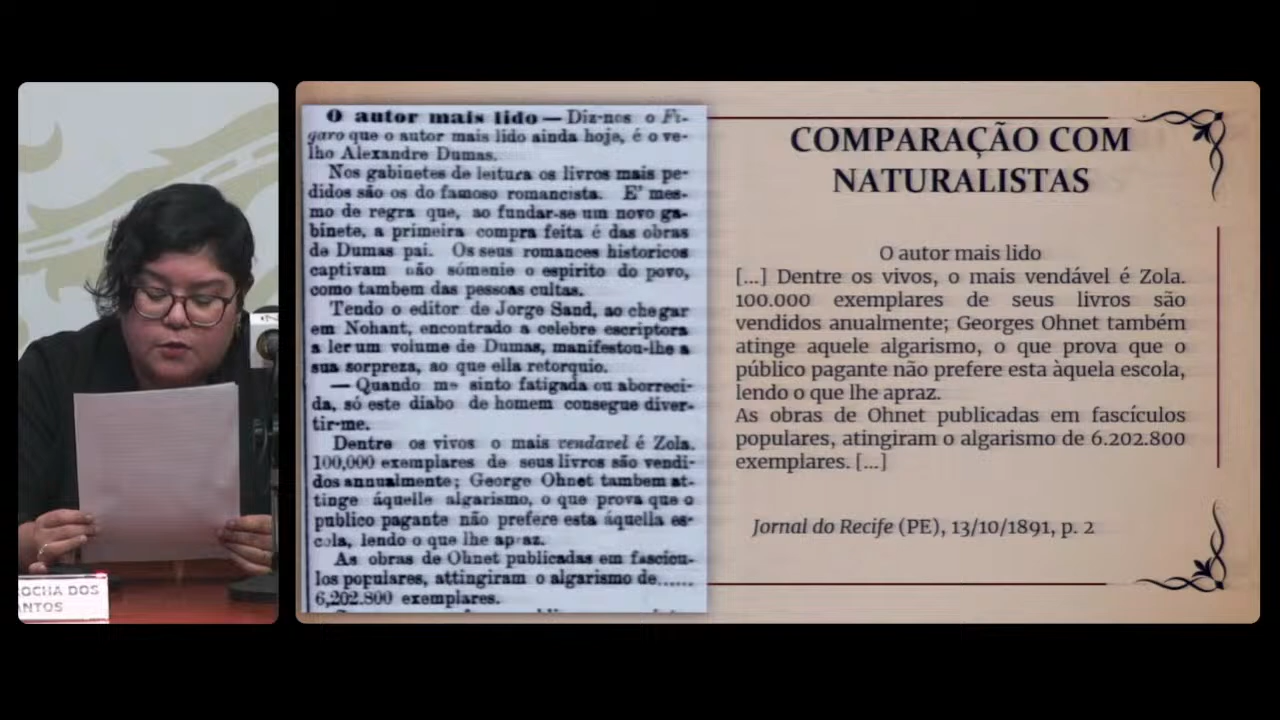 O autor mais lido — Diz-nos o Fi-
garo que o autor mais lido ainda hoje, é o ve-
lho Alexandre Dumas.
Nos gabinetes de leitura os livros mais pe-
didos são os do famoso romancista. E' mes-
mo de regra que, ao fundar-se um novo ga-
binete, a primeira compra feita é das obras
de Dumas pai. Os seus romances historicos
captivam não sómente o espirito do povo,
como tambem das pessoas cultas.
Tendo o editor de Jorge Sand, ao chegar
em Nohant, encontrado a celebre escriptora
a ler um volume de Dumas, manifestou-lhe a
sua sorpreza, ao que ella retorquio.
— Quando me sinto fatigada ou aborreci-
da, só este diabo de homem consegue diver-
tir-me.
Dentre os vivos o mais vendavel é Zola.
100,000 exemplares de seus livros são vendi-
dos annualmente; George Ohnet tambem at-
tinge áquelle algarismo, o que prova que o
publico pagante não prefere esta áquella es-
cola, lendo o que lhe apraz.
As obras de Ohnet publicadas em fascicu-
los populares, attingiram o algarismo de......
6,202.800 exemplares.
COMPARAÇÃO COM
NATURALISTAS
O autor mais lido
[...] Dentre os vivos, o mais vendável é Zola.
100.000 exemplares de seus livros são
vendidos anualmente; Georges Ohnet também
atinge aquele algarismo, o que prova que o
público pagante não prefere esta àquela escola,
lendo o que lhe apraz.
As obras de Ohnet publicadas em fascículos
populares, atingiram o algarismo de 6.202.800
exemplares. [...]
Jornal do Recife (PE), 13/10/1891, p. 2
ROCHA DOS
ANTOS